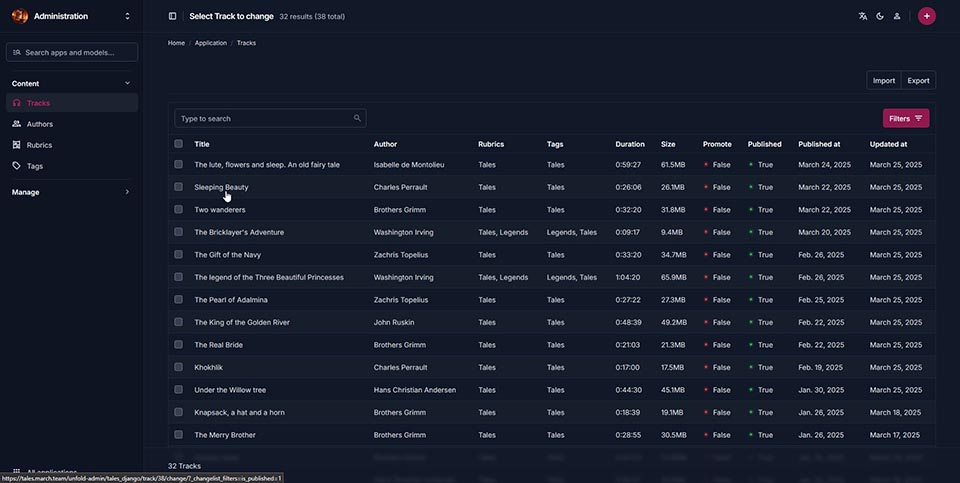 Administration
Select Track to change 32 results (38 total)
Search apps and models...
Home / Application / Tracks
Content
Tracks
Authors
Rubrics
Tags
Manage
Import Export
Type to search
Filters
Title Author Rubrics Tags Duration Size Promote Published Published at Updated at
The lute, flowers and sleep. An old fairy tale Isabelle de Montolieu Tales Tales 0:59:27 61.5MB False True March 24, 2025 March 25, 2025
Sleeping Beauty Charles Perrault Tales Tales 0:26:06 26.1MB False True March 22, 2025 March 25, 2025
Two wanderers Brothers Grimm Tales Tales 0:32:20 31.8MB False True March 22, 2025 March 25, 2025
The Bricklayer's Adventure Washington Irving Tales, Legends Legends, Tales 0:09:17 9.4MB False True March 20, 2025 March 25, 2025
The Gift of the Navy Zachris Topelius Tales Tales 0:33:20 34.7MB False True Feb. 26, 2025 March 25, 2025
The legend of the Three Beautiful Princesses Washington Irving Tales, Legends Legends, Tales 1:04:20 65.9MB False True Feb. 26, 2025 March 25, 2025
The Pearl of Adalmina Zachris Topelius Tales Tales 0:27:22 27.3MB False True Feb. 25, 2025 March 25, 2025
The King of the Golden River John Ruskin Tales Tales 0:48:39 49.2MB False True Feb. 22, 2025 March 25, 2025
The Real Bride Brothers Grimm Tales Tales 0:21:03 21.3MB False True Feb. 22, 2025 March 25, 2025
Khokhlik Charles Perrault Tales Tales 0:17:00 17.5MB False True Feb. 19, 2025 March 25, 2025
Under the Willow tree Hans Christian Andersen Tales Tales 0:44:30 45.1MB False True Jan. 30, 2025 March 25, 2025
Knapsack, a hat and a horn Brothers Grimm Tales Tales 0:18:39 19.1MB False True Jan. 26, 2025 March 18, 2025
The Merry Brother Brothers Grimm Tales Tales 0:28:55 30.5MB False True Jan. 26, 2025 March 17, 2025
32 Tracks
All applications
https://tales.march.team/unfold-admin/tales_django/track/38/change/?_changelist_filters=is_published=1